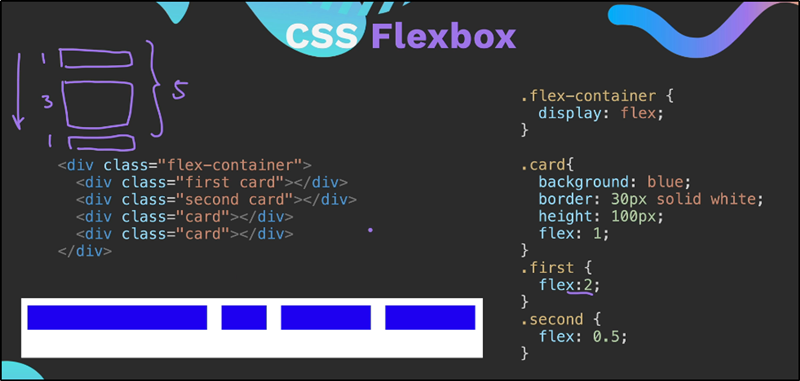 CSS Flexbox
1
3
1
5
<div class="flex-container">
<div class="first card"></div>
<div class="second card"></div>
<div class="card"></div>
<div class="card"></div>
</div>
.flex-container {
display: flex;
}
.card{
background: blue;
border: 30px solid white;
height: 100px;
flex: 1;
}
.first {
flex:2;
}
.second {
flex: 0.5;
}